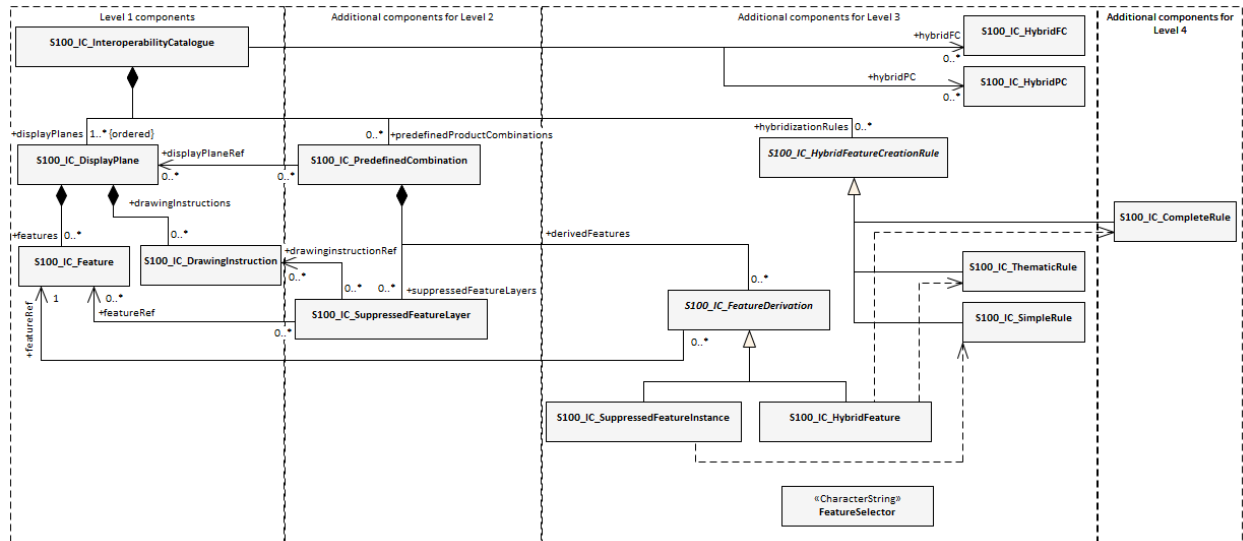 Level 1 components
Additional components for Level 2
Additional components for Level 3
Additional components for
Level 4
S100_IC_InteroperabilityCatalogue
+hybridFC
0..*
S100_IC_HybridFC
+hybridPC
0..*
S100_IC_HybridPC
+displayPlanes
1..* {ordered}
0..*
+predefinedProductCombinations
+hybridizationRules
0..*
S100_IC_DisplayPlane
+displayPlaneRef
0..*
0..*
S100_IC_PredefinedCombination
S100_IC_HybridFeatureCreationRule
+drawingInstructions
S100_IC_CompleteRule
+features
0..*
0..*
+derivedFeatures
+drawinginstructionRef
S100_IC_Feature
S100_IC_DrawingInstruction
0..*
S100_IC_ThematicRule
0..*
0..*
+suppressedFeatureLayers
0..*
1
0..*
+featureRef
S100_IC_SuppressedFeatureLayer
0..*
S100_IC_FeatureDerivation
S100_IC_SimpleRule
+featureRef
0..*
S100_IC_SuppressedFeatureInstance
S100_IC_HybridFeature
«CharacterString»
FeatureSelector